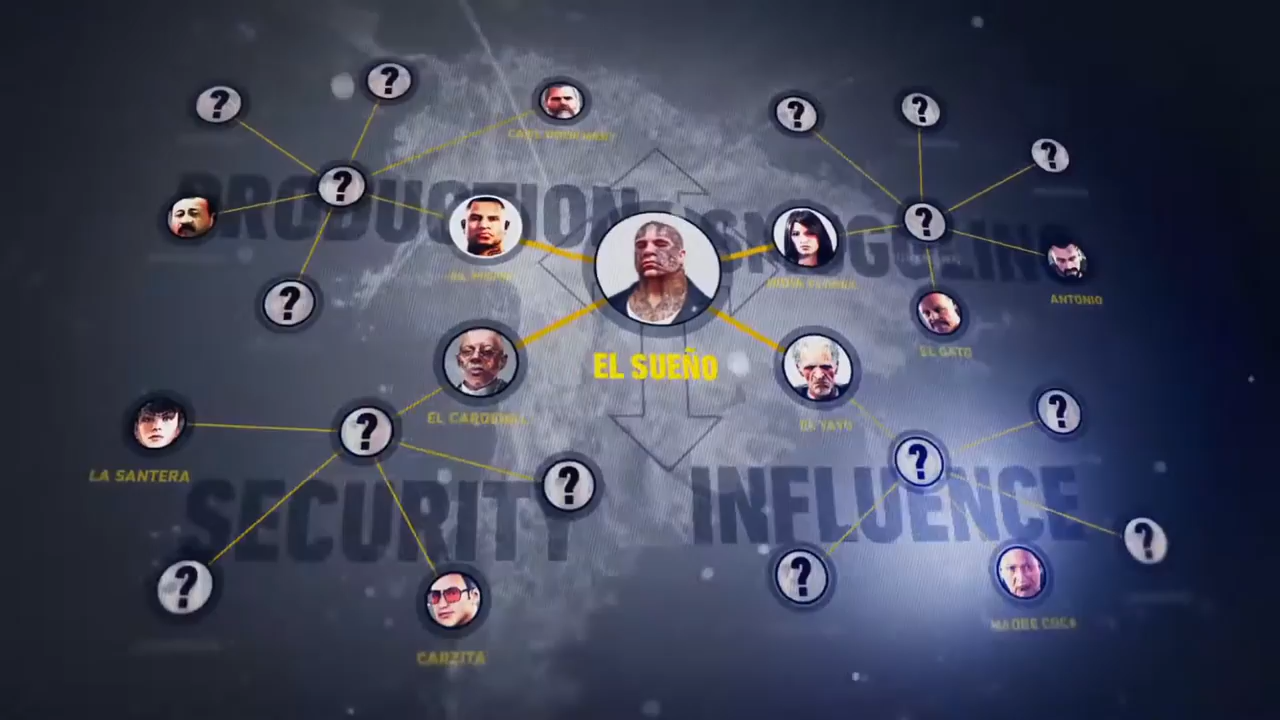 PRODUCTION
SMUGGLING
ANTONIO
EL GATO
EL SUEÑO
EL CARDENAL
EL YAYO
LA SANTERA
SECURITY
INFLUENCE
MADRE COCA
CARZITA